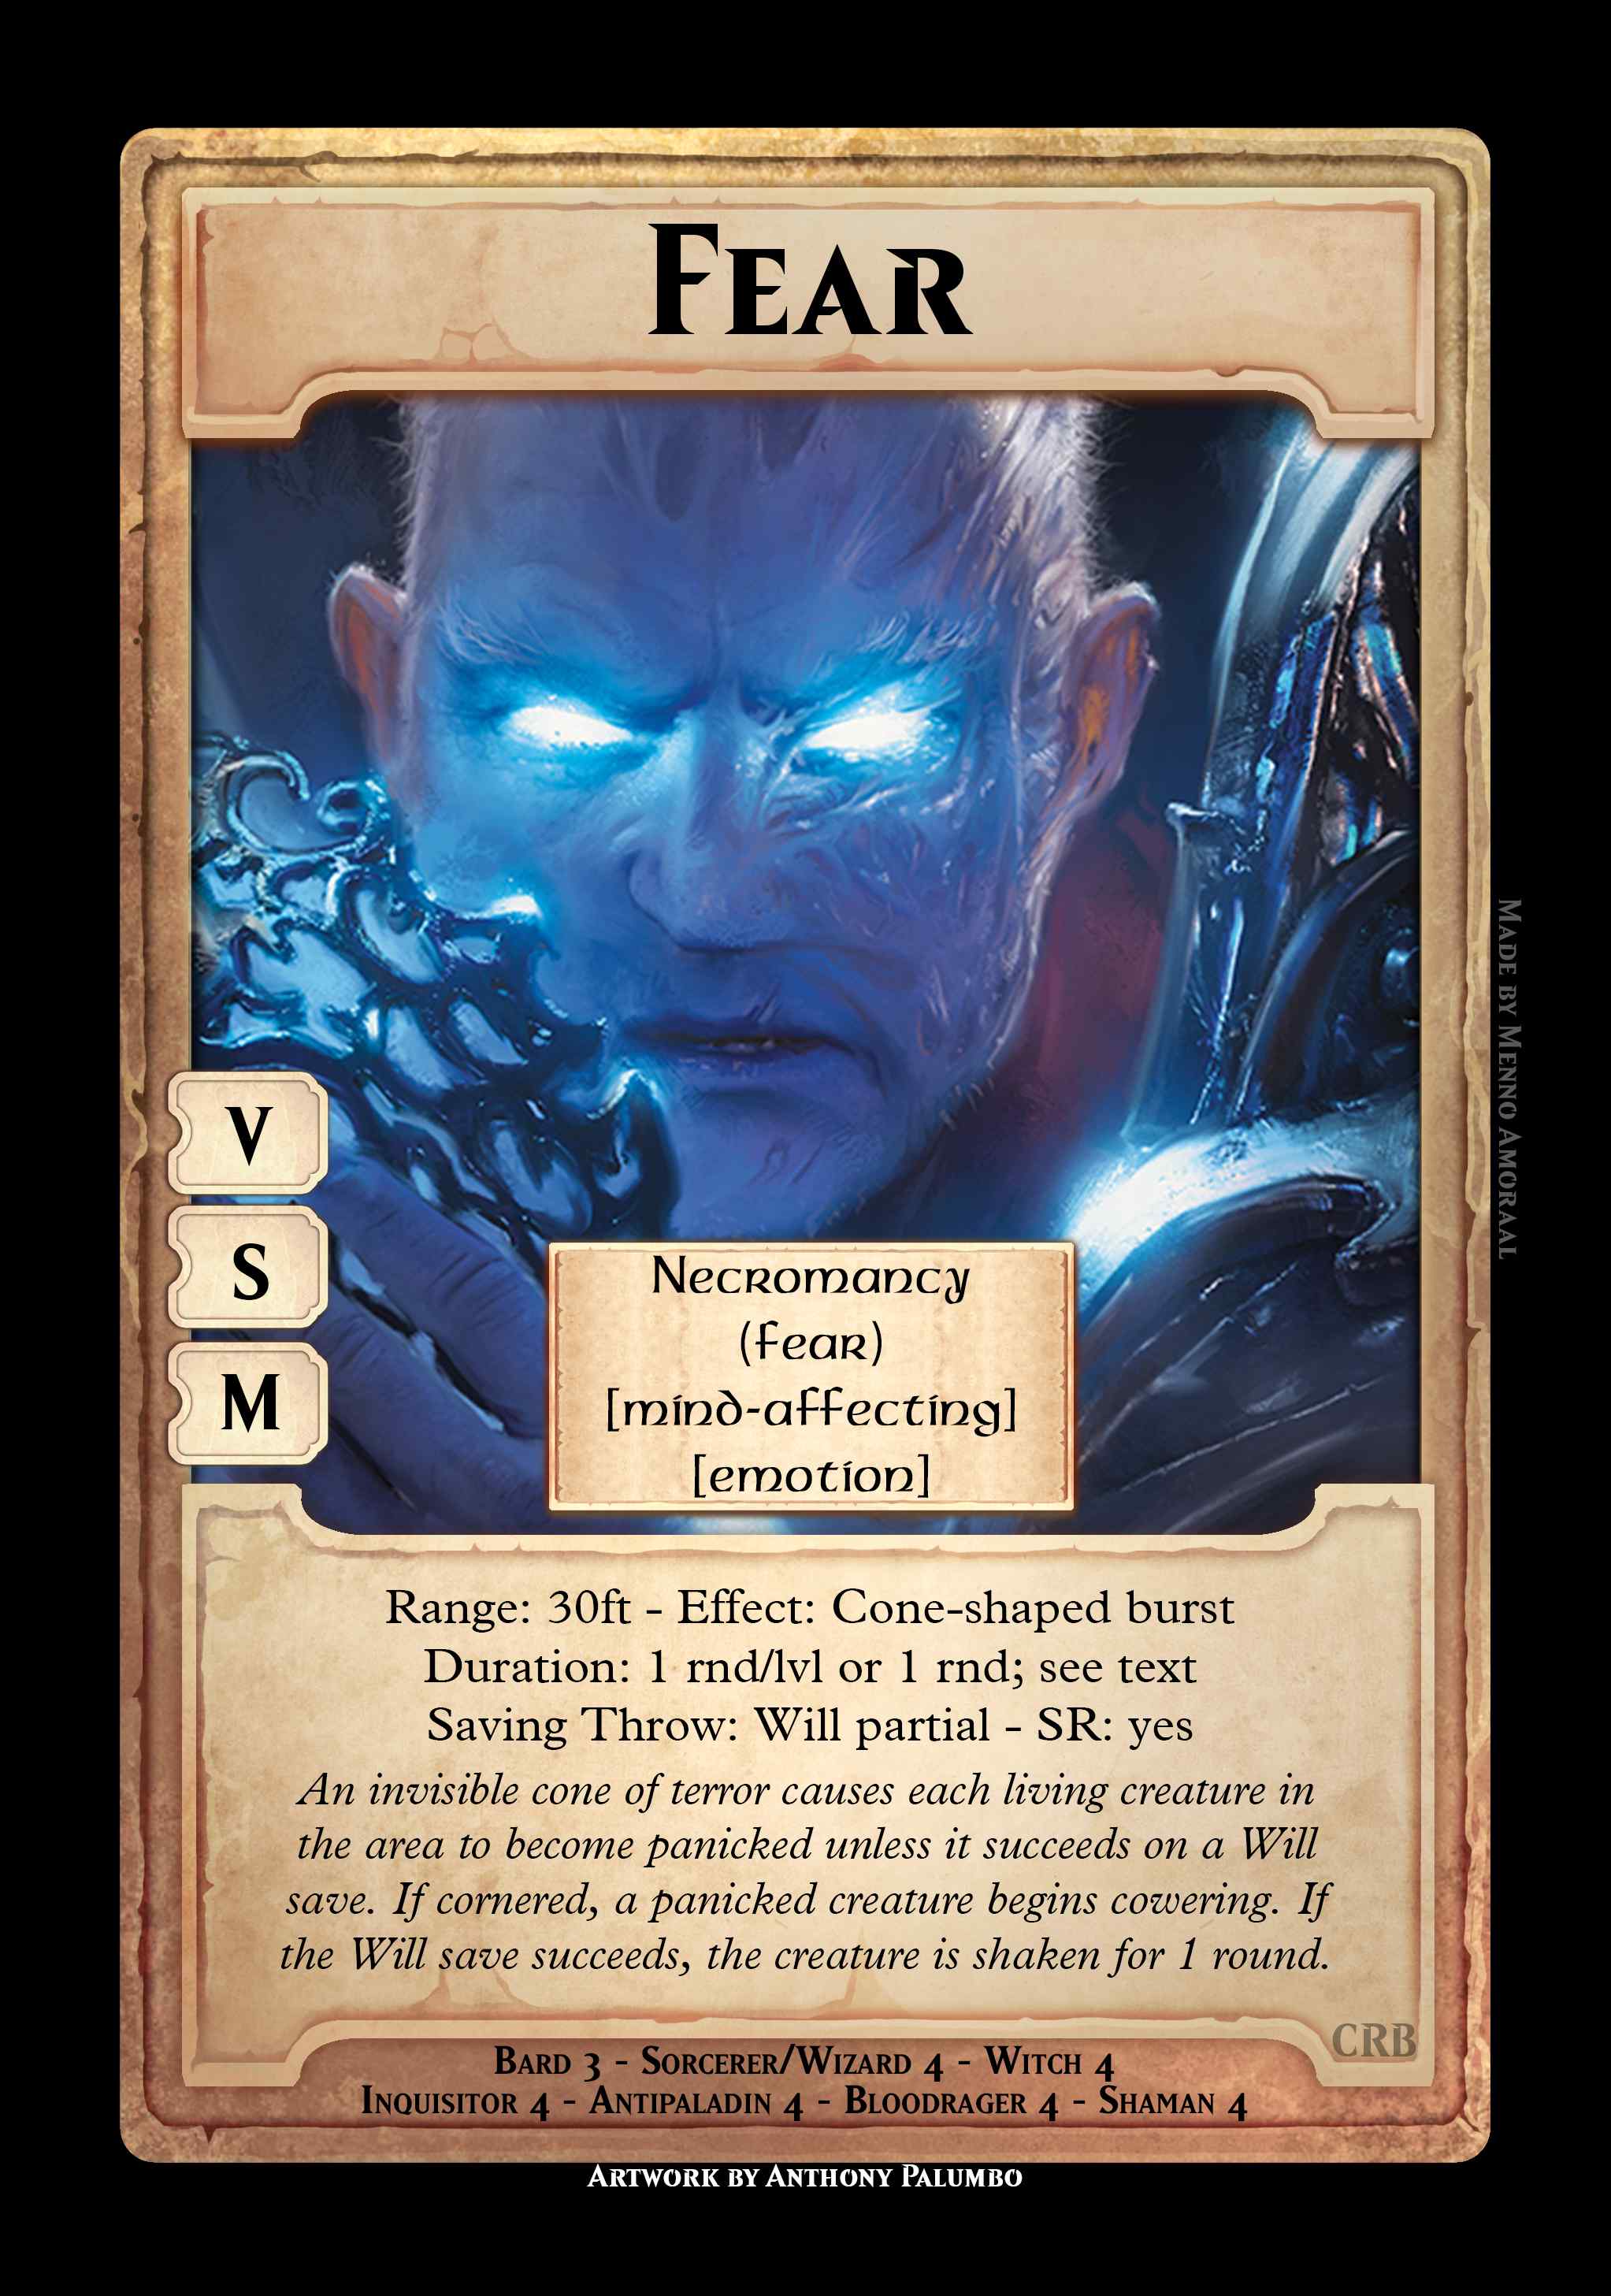 Fear
V
S
M
Necromancy
(fear)
[mind-affecting]
[emotion]
Range: 30ft - Effect: Cone-shaped burst
Duration: 1 rnd/lvl or 1 rnd; see text
Saving Throw: Will partial - SR: yes
An invisible cone of terror causes each living creature in
the area to become panicked unless it succeeds on a Will
save. If cornered, a panicked creature begins cowering. If
the Will save succeeds, the creature is shaken for 1 round.
CRB
Bard 3 - Sorcerer/Wizard 4 - Witch 4
Inquisitor 4 - Antipaladin 4 - Bloodrager 4 - Shaman 4
Artwork by Anthony Palumbo
Made by Menno Amoraal